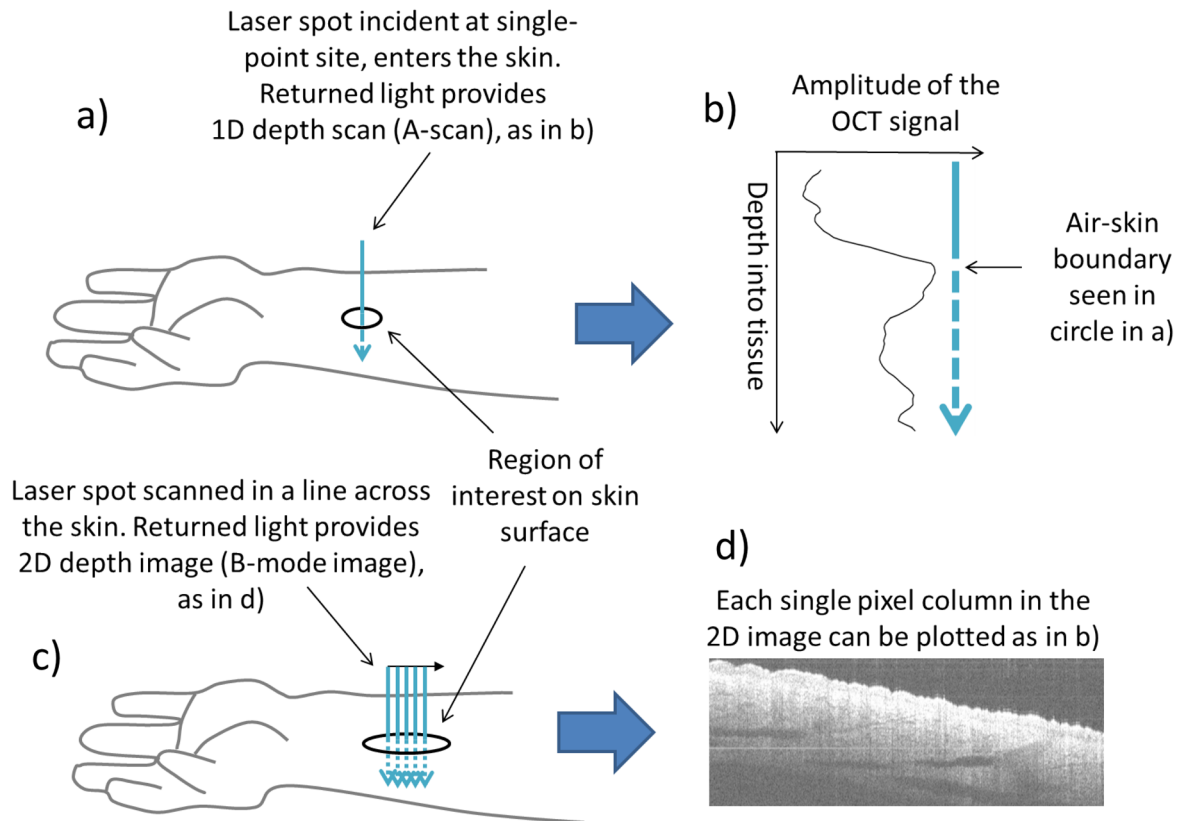 a)
Laser spot incident at single-
point site, enters the skin.
Returned light provides
1D depth scan (A-scan), as in b)
b)
Amplitude of the
OCT signal
Depth into tissue
Air-skin
boundary
seen in
circle in a)
Region of
interest on skin
surface
Laser spot scanned in a line across
the skin. Returned light provides
2D depth image (B-mode image),
as in d)
c)
d)
Each single pixel column in the
2D image can be plotted as in b)